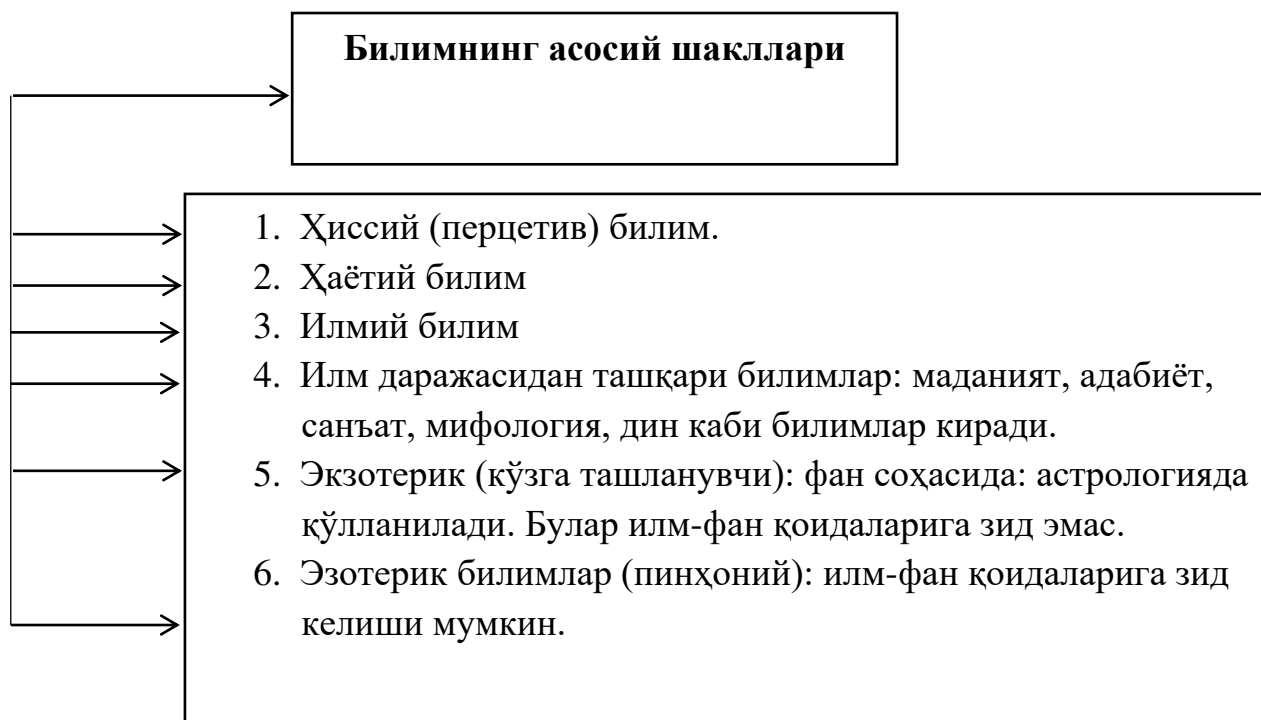 Билимнинг асосий шакллари
1. Ҳиссий (перцетив) билим.
2. Ҳаётий билим
3. Илмий билим
4. Илм даражасидан ташқари билимлар: маданият, адабиёт,
санъат, мифология, дин каби билимлар киради.
5. Экзотерик (кўзга ташланувчи): фан соҳасида: астрологияда
қўлланилади. Булар илм-фан қоидаларига зид эмас.
6. Эзотерик билимлар (пинҳоний): илм-фан қоидаларига зид
келиши мумкин.